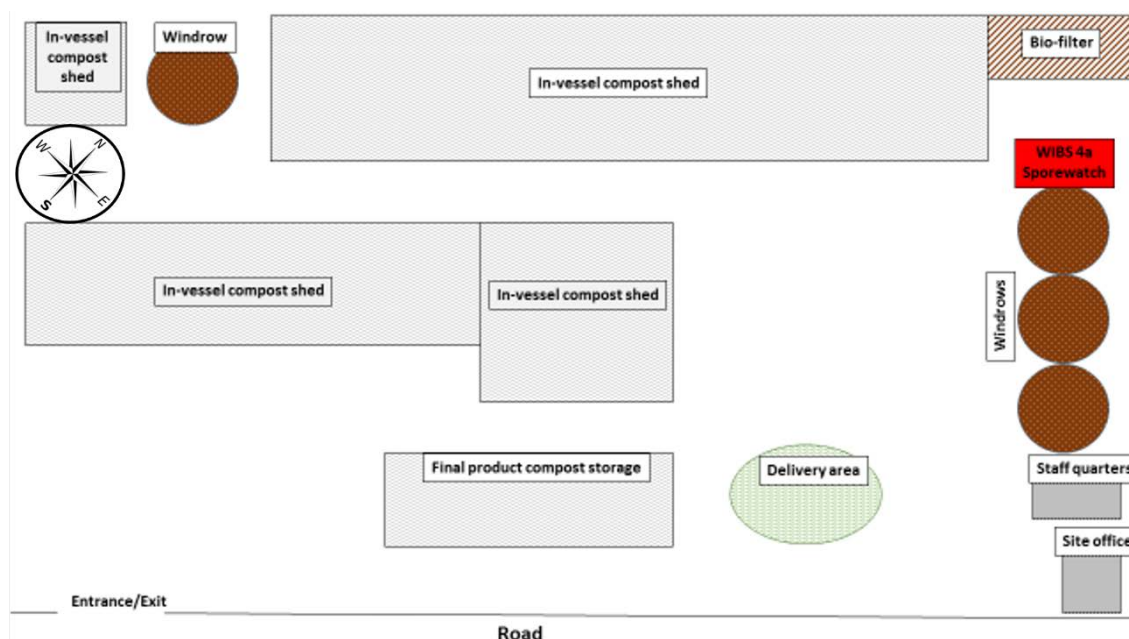 In-vessel
compost
shed
Windrow
In-vessel compost shed
Bio-filter
W
N
S
E
WIBS 4a
Sporewatch
In-vessel compost shed
In-vessel compost shed
Windrows
Final product compost storage
Delivery area
Staff quarters
Site office
Entrance/Exit
Road